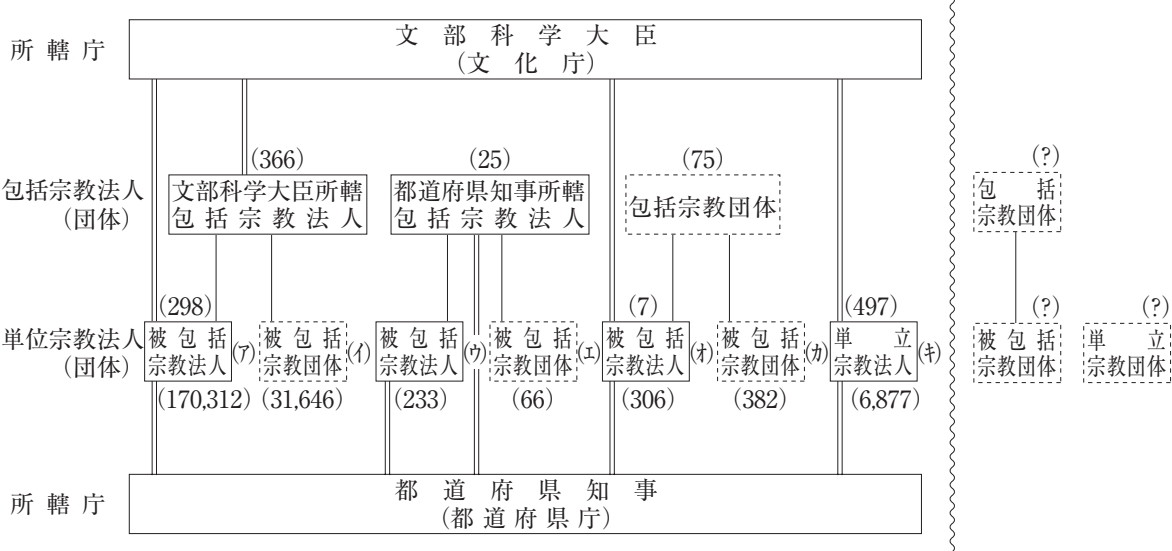 所轄庁
文部科学大臣
(文化庁)
(366)
(25)
(75)
(?)
包括宗教法人
(団体)
文部科学大臣所轄
包括宗教法人
都道府県知事所轄
包括宗教法人
包括宗教団体
包括
宗教団体
(298)
(7)
(497)
(?)
(?)
単位宗教法人
(団体)
被包括
宗教法人
(ア)
被包括
宗教団体
(イ)
被包括
宗教法人
(ウ)
被包括
宗教団体
(エ)
被包括
宗教法人
(オ)
被包括
宗教団体
(カ)
単立
宗教法人
(キ)
被包括
宗教団体
単立
宗教団体
(170,312)
(31,646)
(233)
(66)
(306)
(382)
(6,877)
所轄庁
都道府県知事
(都道府県庁)